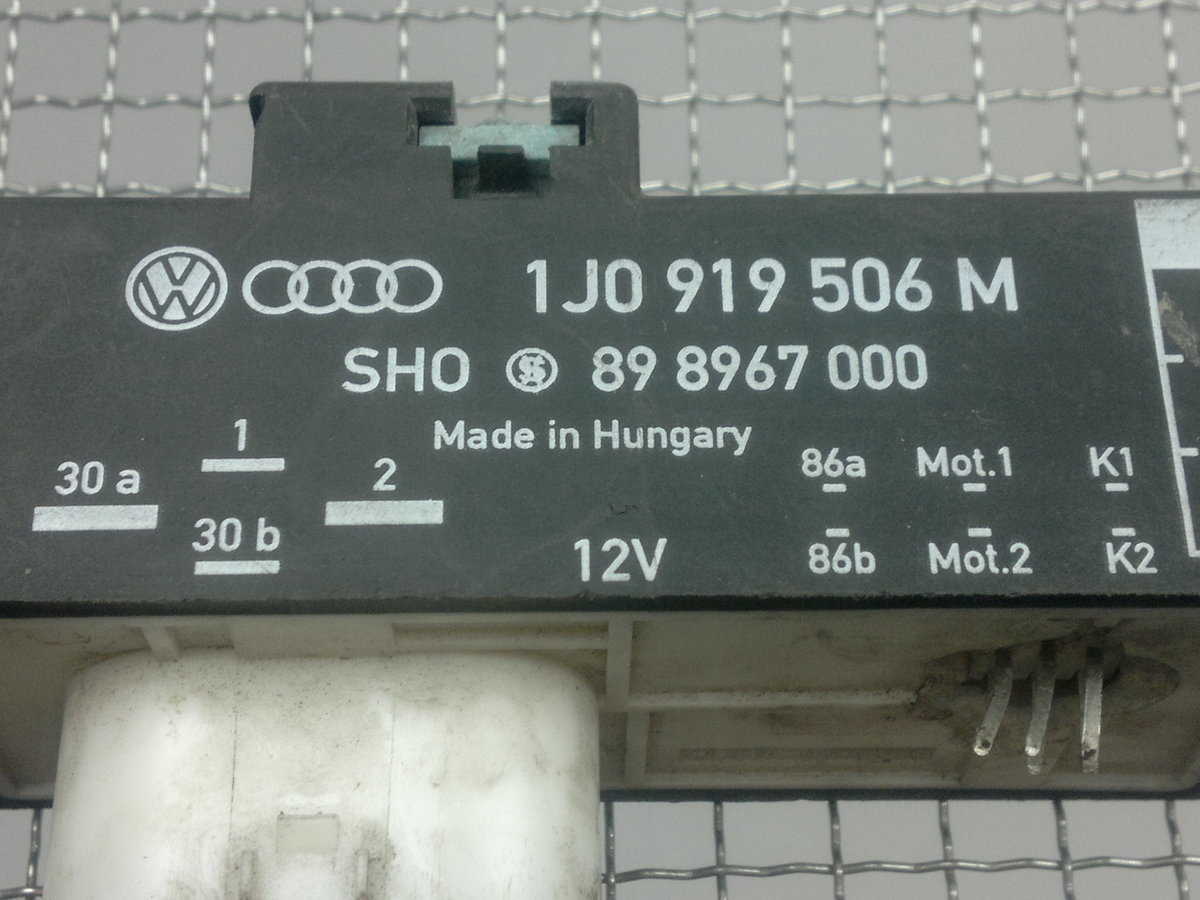 1J0 919 506 M
SHO 89 8967 000
Made in Hungary
1
30 a
2
30 b
12V
86a Mot.1 K1
86b Mot.2 K2